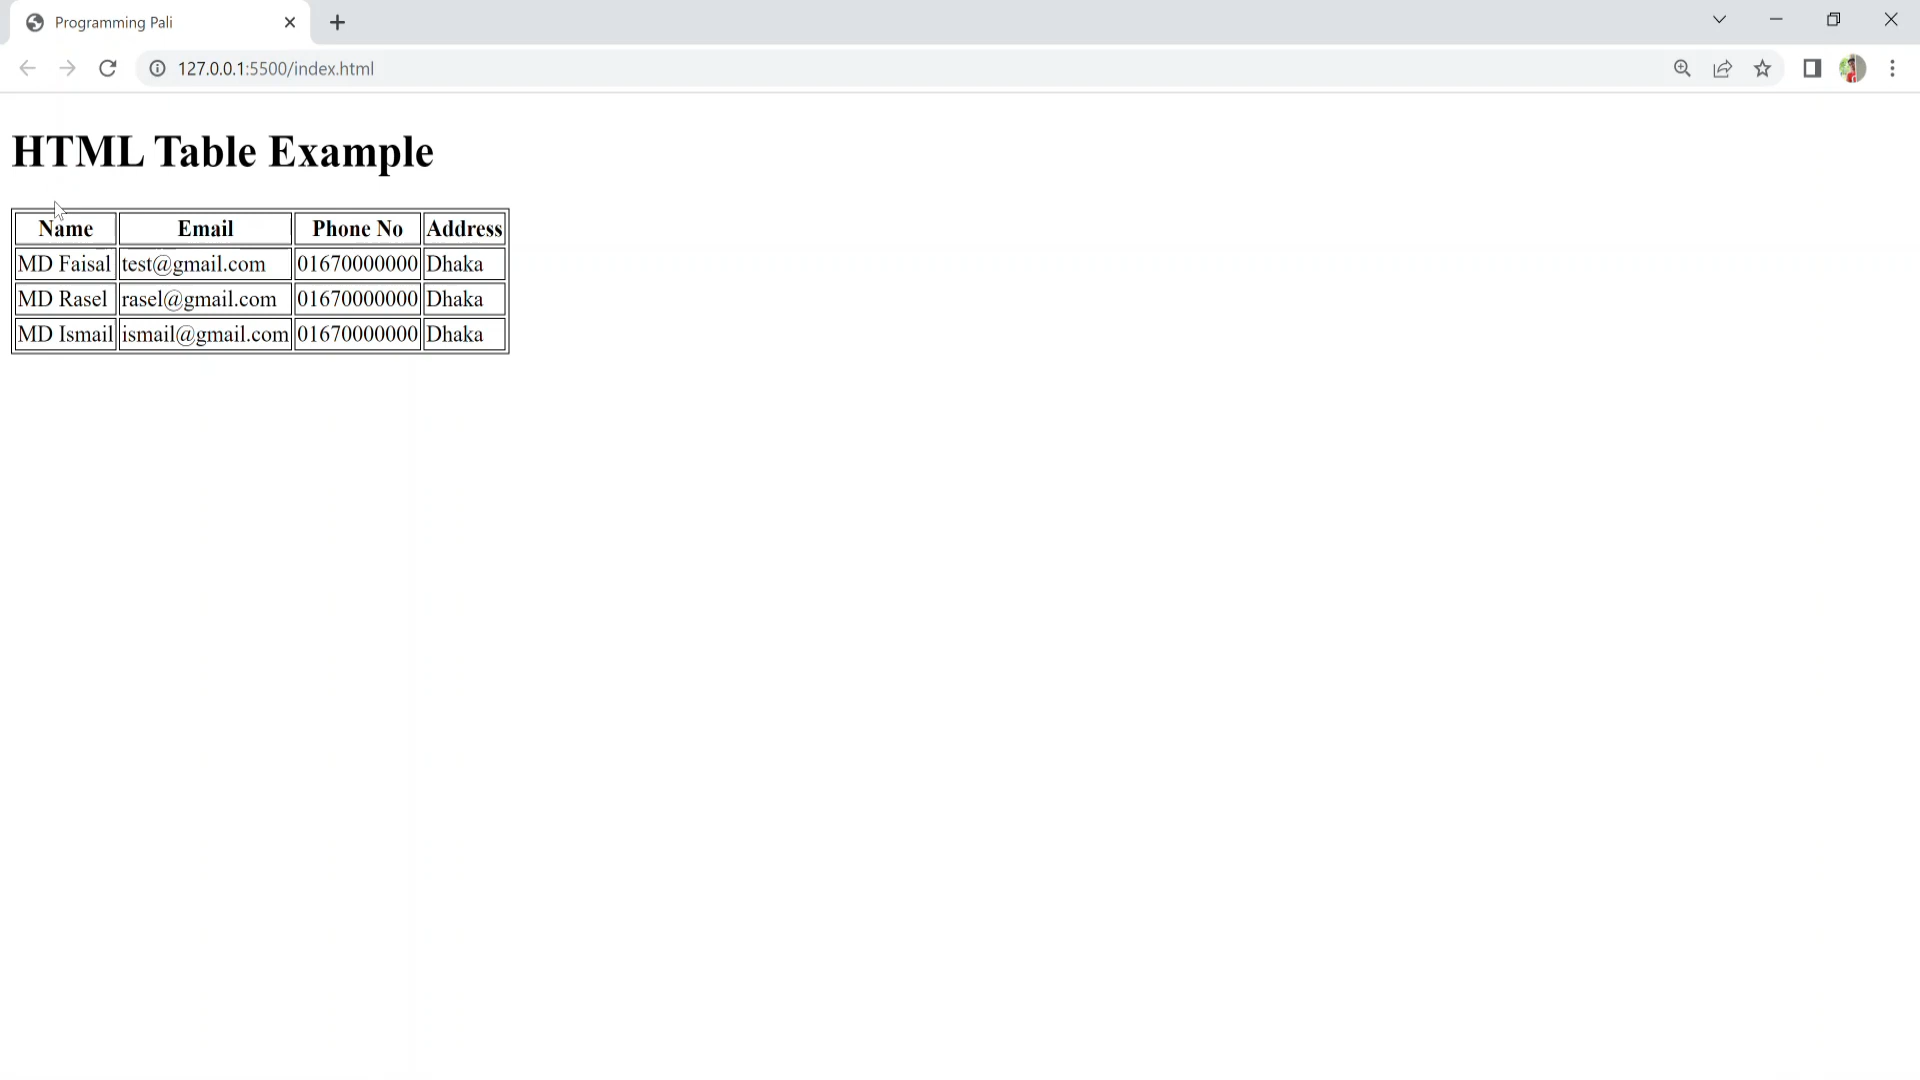 Programming Pali
127.0.0.1:5500/index.html
HTML Table Example
Name Email Phone No Address
MD Faisal test@gmail.com 01670000000 Dhaka
MD Rasel rasel@gmail.com 01670000000 Dhaka
MD Ismail ismail@gmail.com 01670000000 Dhaka